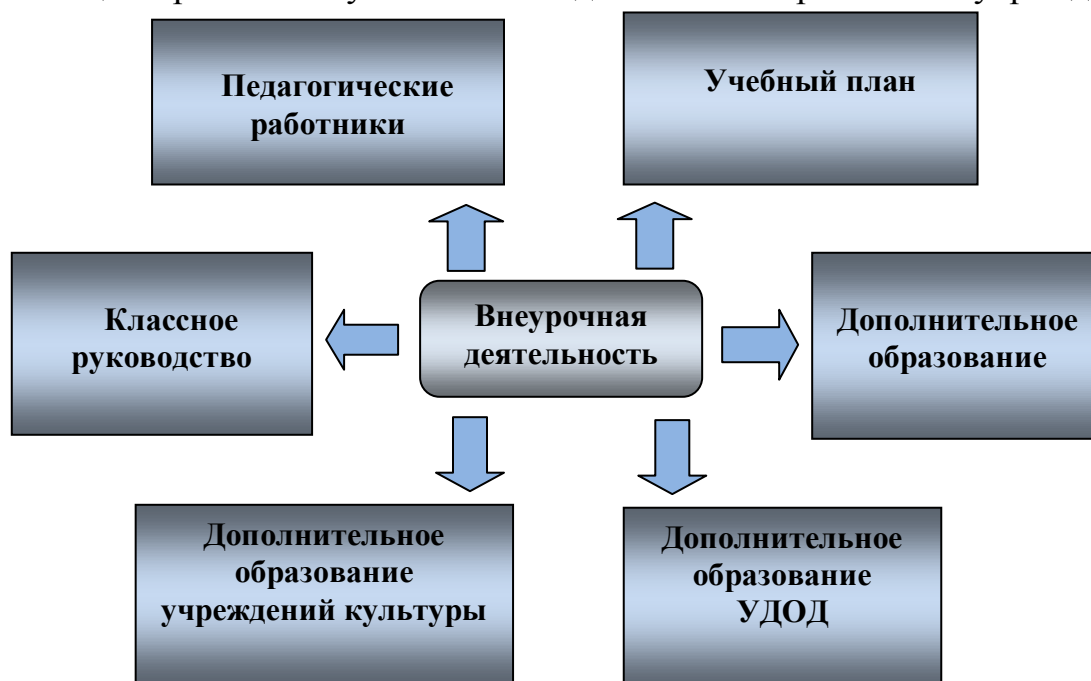 Педагогические
работники
Учебный план
Классное
руководство
Внеурочная
деятельность
Дополнительное
образование
Дополнительное
образование
учреждений культуры
Дополнительное
образование
УДОД